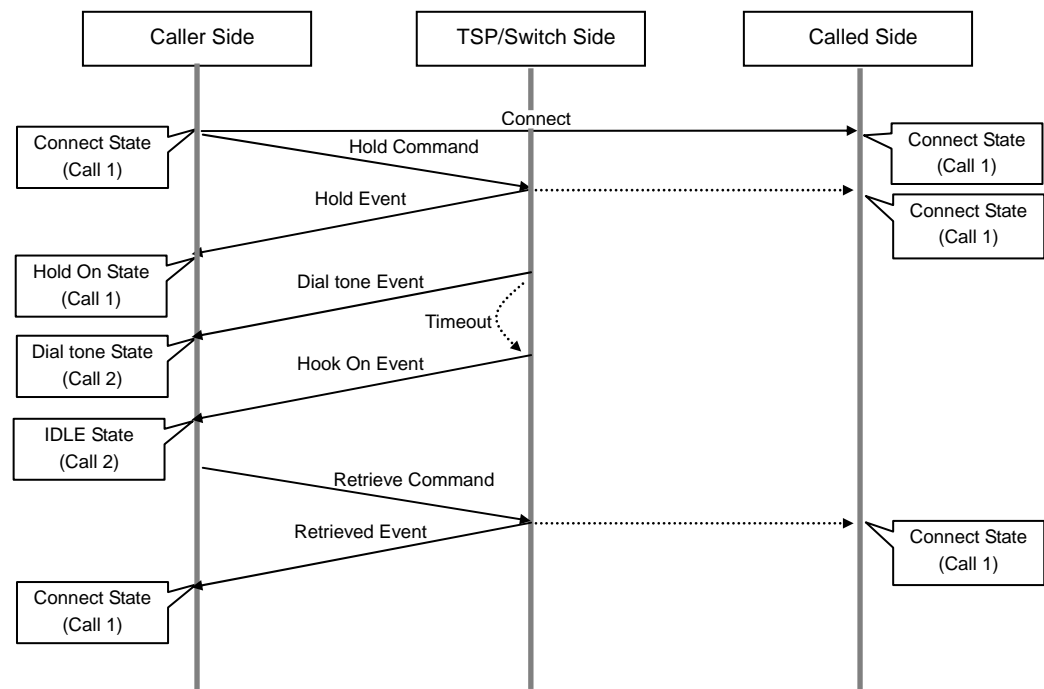 Caller Side
TSP/Switch Side
Called Side
Connect
Connect State
(Call 1)
Connect State
(Call 1)
Hold Command
Hold Event
Connect State
(Call 1)
Hold On State
(Call 1)
Dial tone Event
Timeout
Dial tone State
(Call 2)
Hook On Event
IDLE State
(Call 2)
Retrieve Command
Retrieved Event
Connect State
(Call 1)
Connect State
(Call 1)